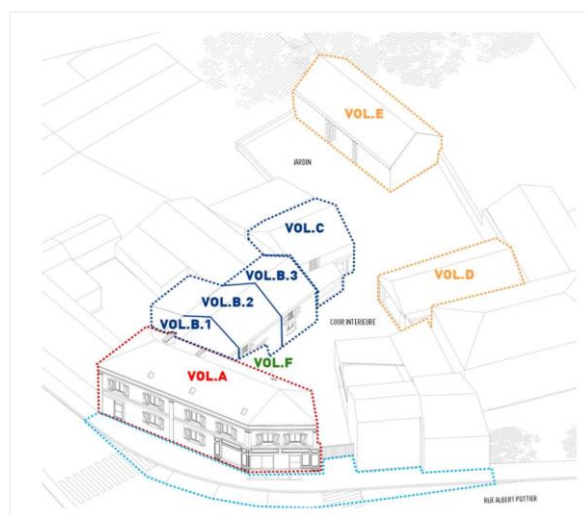 VOL.E
JARDIN
VOL.C
VOL.B.3
VOL.D
VOL.B.2
VOL.B.1
COUR INTERIEURE
VOL.F
VOL.A
RUE ALBERT POTTIER